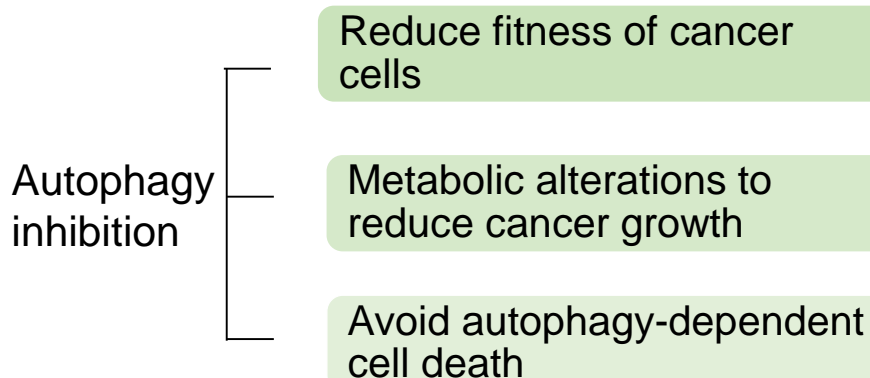 Reduce fitness of cancer
cells
Autophagy
inhibition
Metabolic alterations to
reduce cancer growth
Avoid autophagy-dependent
cell death